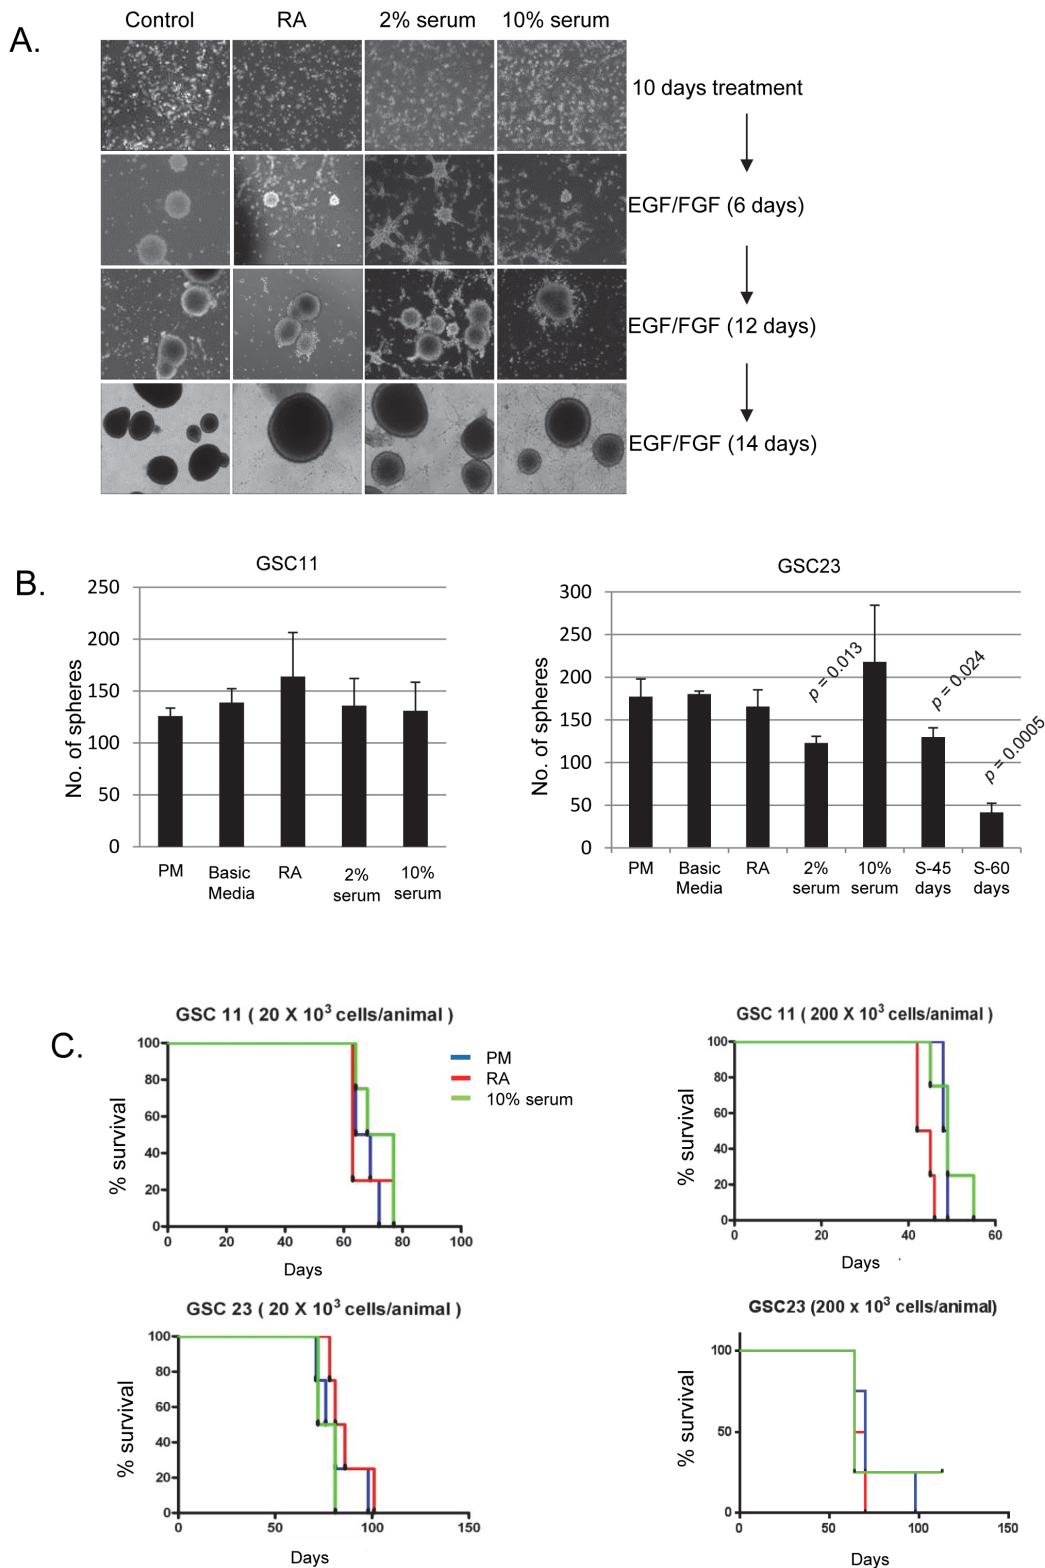 A.
Control RA 2% serum 10% serum
10 days treatment
EGF/FGF (6 days)
EGF/FGF (12 days)
EGF/FGF (14 days)
B.
GSC11
No. of spheres
250
200
150
100
50
0
PM Basic Media RA 2% serum 10% serum
GSC23
No. of spheres
300
250
200
150
100
50
0
p = 0.013
p = 0.024
p = 0.0005
PM Basic Media RA 2% serum 10% serum S-45 days S-60 days
C.
GSC 11 ( 20 X 10³ cells/animal )
% survival
100
80
60
40
20
0
0 20 40 60 80 100
Days
PM
RA
10% serum
GSC 11 (200 X 10³ cells/animal )
% survival
100
80
60
40
20
0
0 20 40 60
Days
GSC 23 ( 20 X 10³ cells/animal )
% survival
100
80
60
40
20
0
0 50 100 150
Days
GSC23 (200 x 10³ cells/animal)
% survival
100
50
0
0 50 100 150
Days